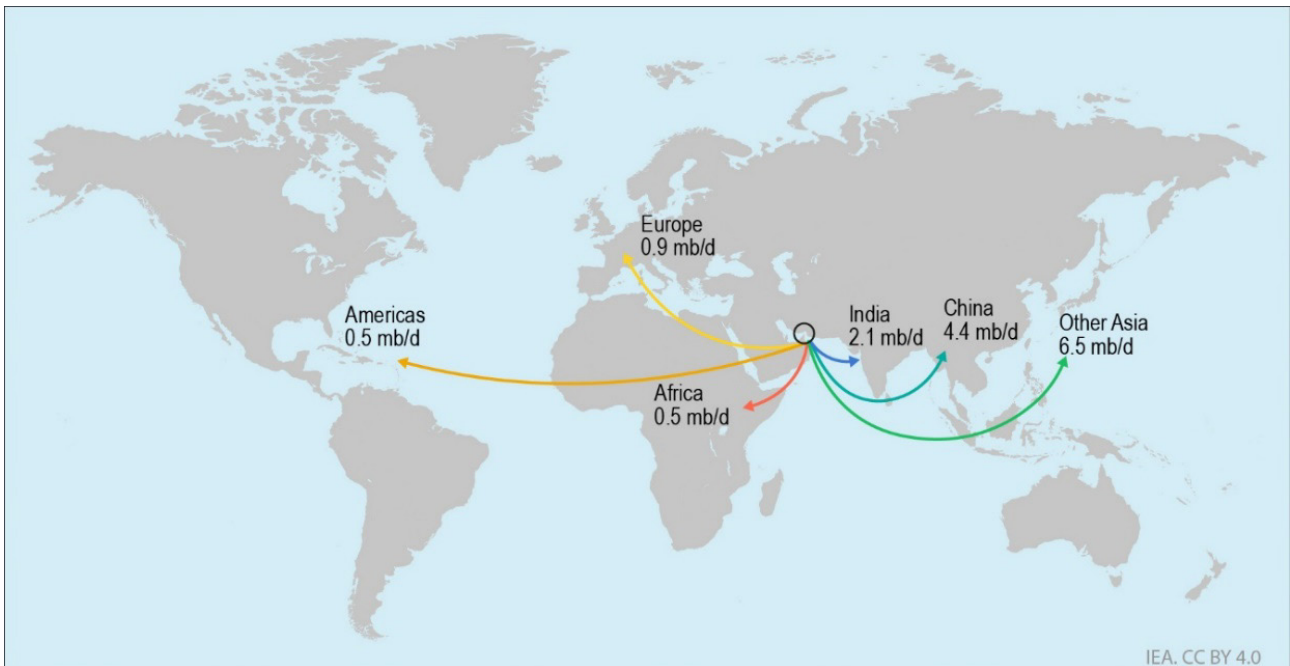 Europe
0.9 mb/d
Americas
0.5 mb/d
India
2.1 mb/d
China
4.4 mb/d
Other Asia
6.5 mb/d
Africa
0.5 mb/d
IEA. CC BY 4.0